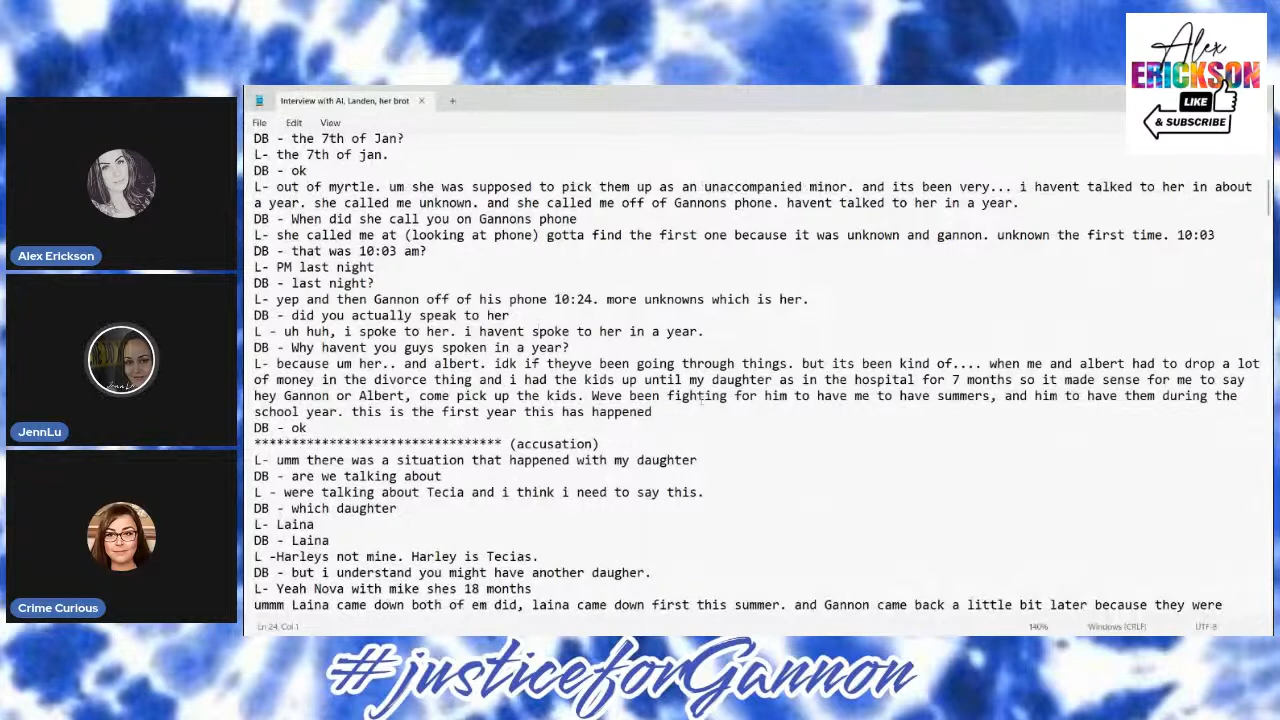 Alex
ERICKSON
LIKE
& SUBSCRIBE
Interview with Al, Landen, her brot
File Edit View
DB - the 7th of Jan?
L- the 7th of jan.
DB - ok
L- out of myrtle. um she was supposed to pick them up as an unaccompanied minor. and its been very... i havent talked to her in about
a year. she called me unknown. and she called me off of Gannons phone. havent talked to her in a year.
DB - When did she call you on Gannons phone
L- she called me at (looking at phone) gotta find the first one because it was unknown and gannon. unknown the first time. 10:03
DB - that was 10:03 am?
L- PM last night
DB - last night?
L- yep and then Gannon off of his phone 10:24. more unknowns which is her.
DB - did you actually speak to her
L - uh huh, i spoke to her. i havent spoke to her in a year.
DB - Why havent you guys spoken in a year?
L- because um her.. and albert. idk if theyve been going through things. but its been kind of.... when me and albert had to drop a lot
of money in the divorce thing and i had the kids up until my daughter as in the hospital for 7 months so it made sense for me to say
hey Gannon or Albert, come pick up the kids. Weve been fighting for him to have me to have summers, and him to have them during the
school year. this is the first year this has happened
DB - ok
******************************** (accusation)
L- umm there was a situation that happened with my daughter
DB - are we talking about
L - were talking about Tecia and i think i need to say this.
DB - which daughter
L- Laina
DB - Laina
L -Harleys not mine. Harley is Tecias.
DB - but i understand you might have another daugher.
L- Yeah Nova with mike shes 18 months
ummm Laina came down both of em did, laina came down first this summer. and Gannon came back a little bit later because they were
Ln 24, Col 1 140% Windows (CRLF) UTF-8
Alex Erickson
JennLu
Crime Curious
#justiceforGannon